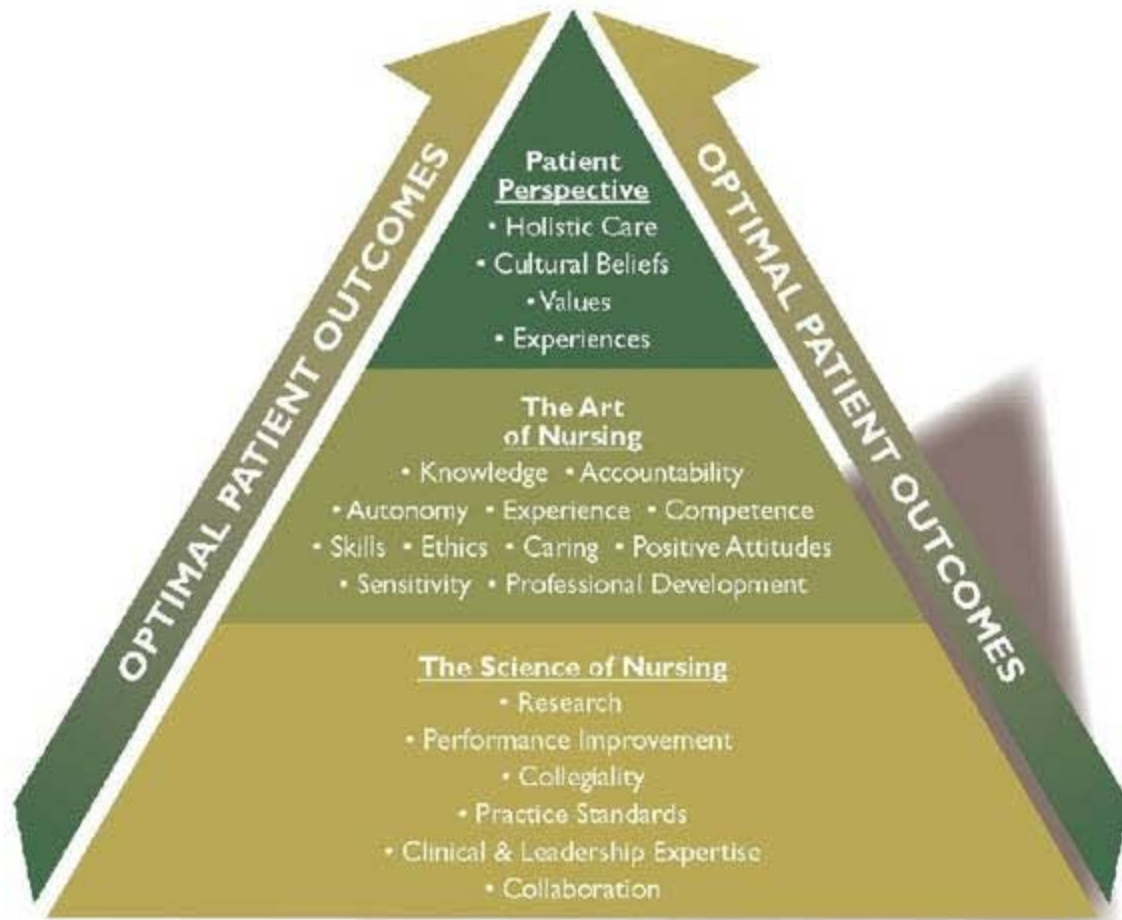 OPTIMAL PATIENT OUTCOMES
OPTIMAL PATIENT OUTCOMES
Patient
Perspective
• Holistic Care
• Cultural Beliefs
• Values
• Experiences
The Art
of Nursing
• Knowledge • Accountability
• Autonomy • Experience • Competence
• Skills • Ethics • Caring • Positive Attitudes
• Sensitivity • Professional Development
The Science of Nursing
• Research
• Performance Improvement
• Collegiality
• Practice Standards
• Clinical & Leadership Expertise
• Collaboration